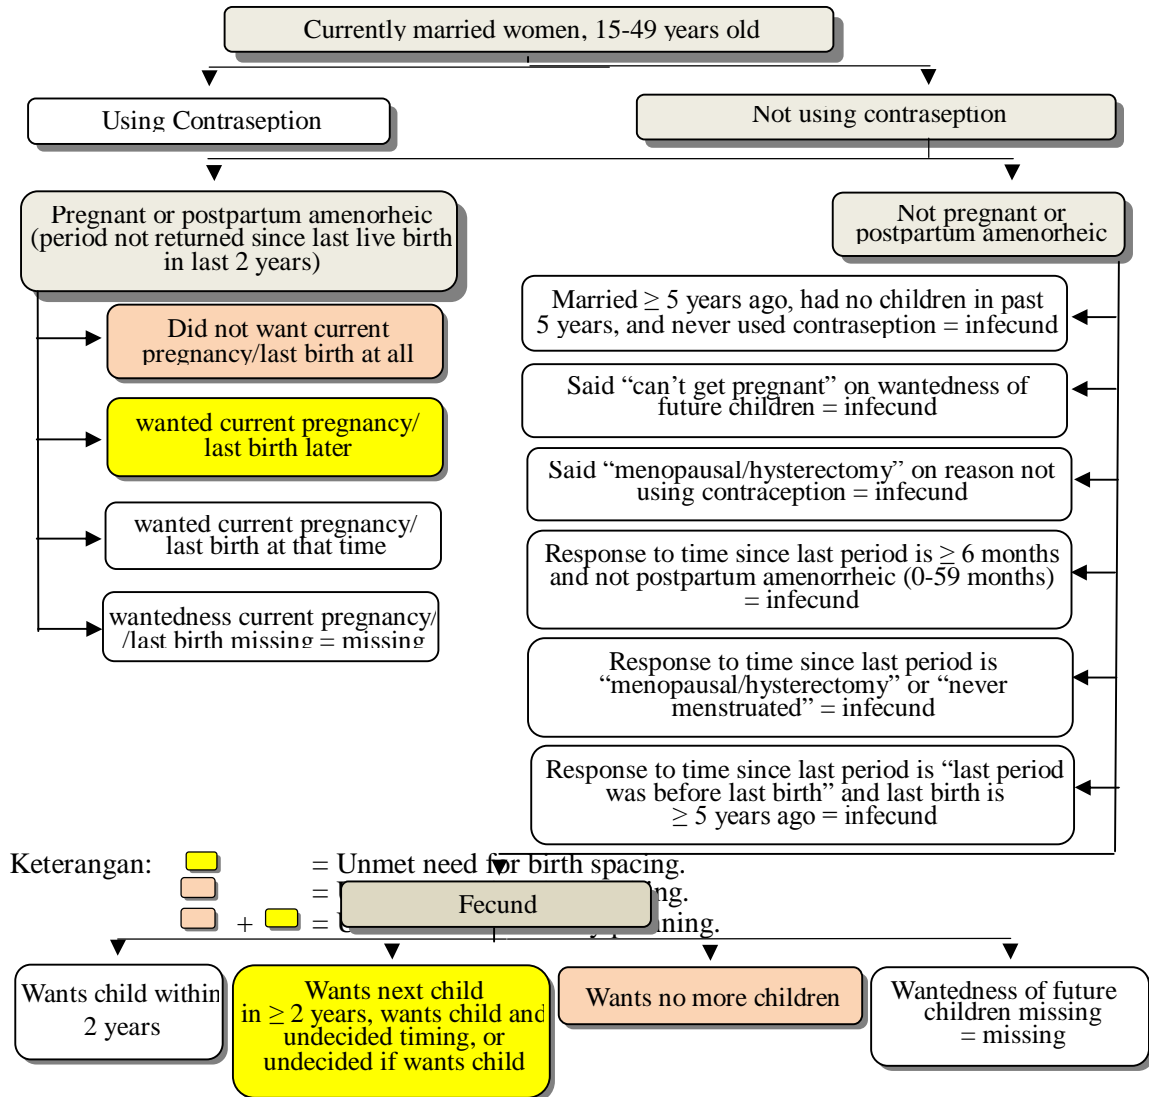 Currently married women, 15-49 years old
Using Contraseption
Not using contraseption
Pregnant or postpartum amenorheic
(period not returned since last live birth
in last 2 years)
Not pregnant or
postpartum amenorheic
Did not want current
pregnancy/last birth at all
wanted current pregnancy/
last birth later
wanted current pregnancy/
last birth at that time
wantedness current pregnancy/
/last birth missing = missing
Married ≥ 5 years ago, had no children in past
5 years, and never used contraseption = infecund
Said “can’t get pregnant” on wantedness of
future children = infecund
Said “menopausal/hysterectomy” on reason not
using contraception = infecund
Response to time since last period is ≥ 6 months
and not postpartum amenorrheic (0-59 months)
= infecund
Response to time since last period is
“menopausal/hysterectomy” or “never
menstruated” = infecund
Response to time since last period is “last period
was before last birth” and last birth is
≥ 5 years ago = infecund
Keterangan:
= Unmet need for birth spacing.
=
+ =
Fecund
Wants child within
2 years
Wants next child
in ≥ 2 years, wants child and
undecided timing, or
undecided if wants child
Wants no more children
Wantedness of future
children missing
= missing